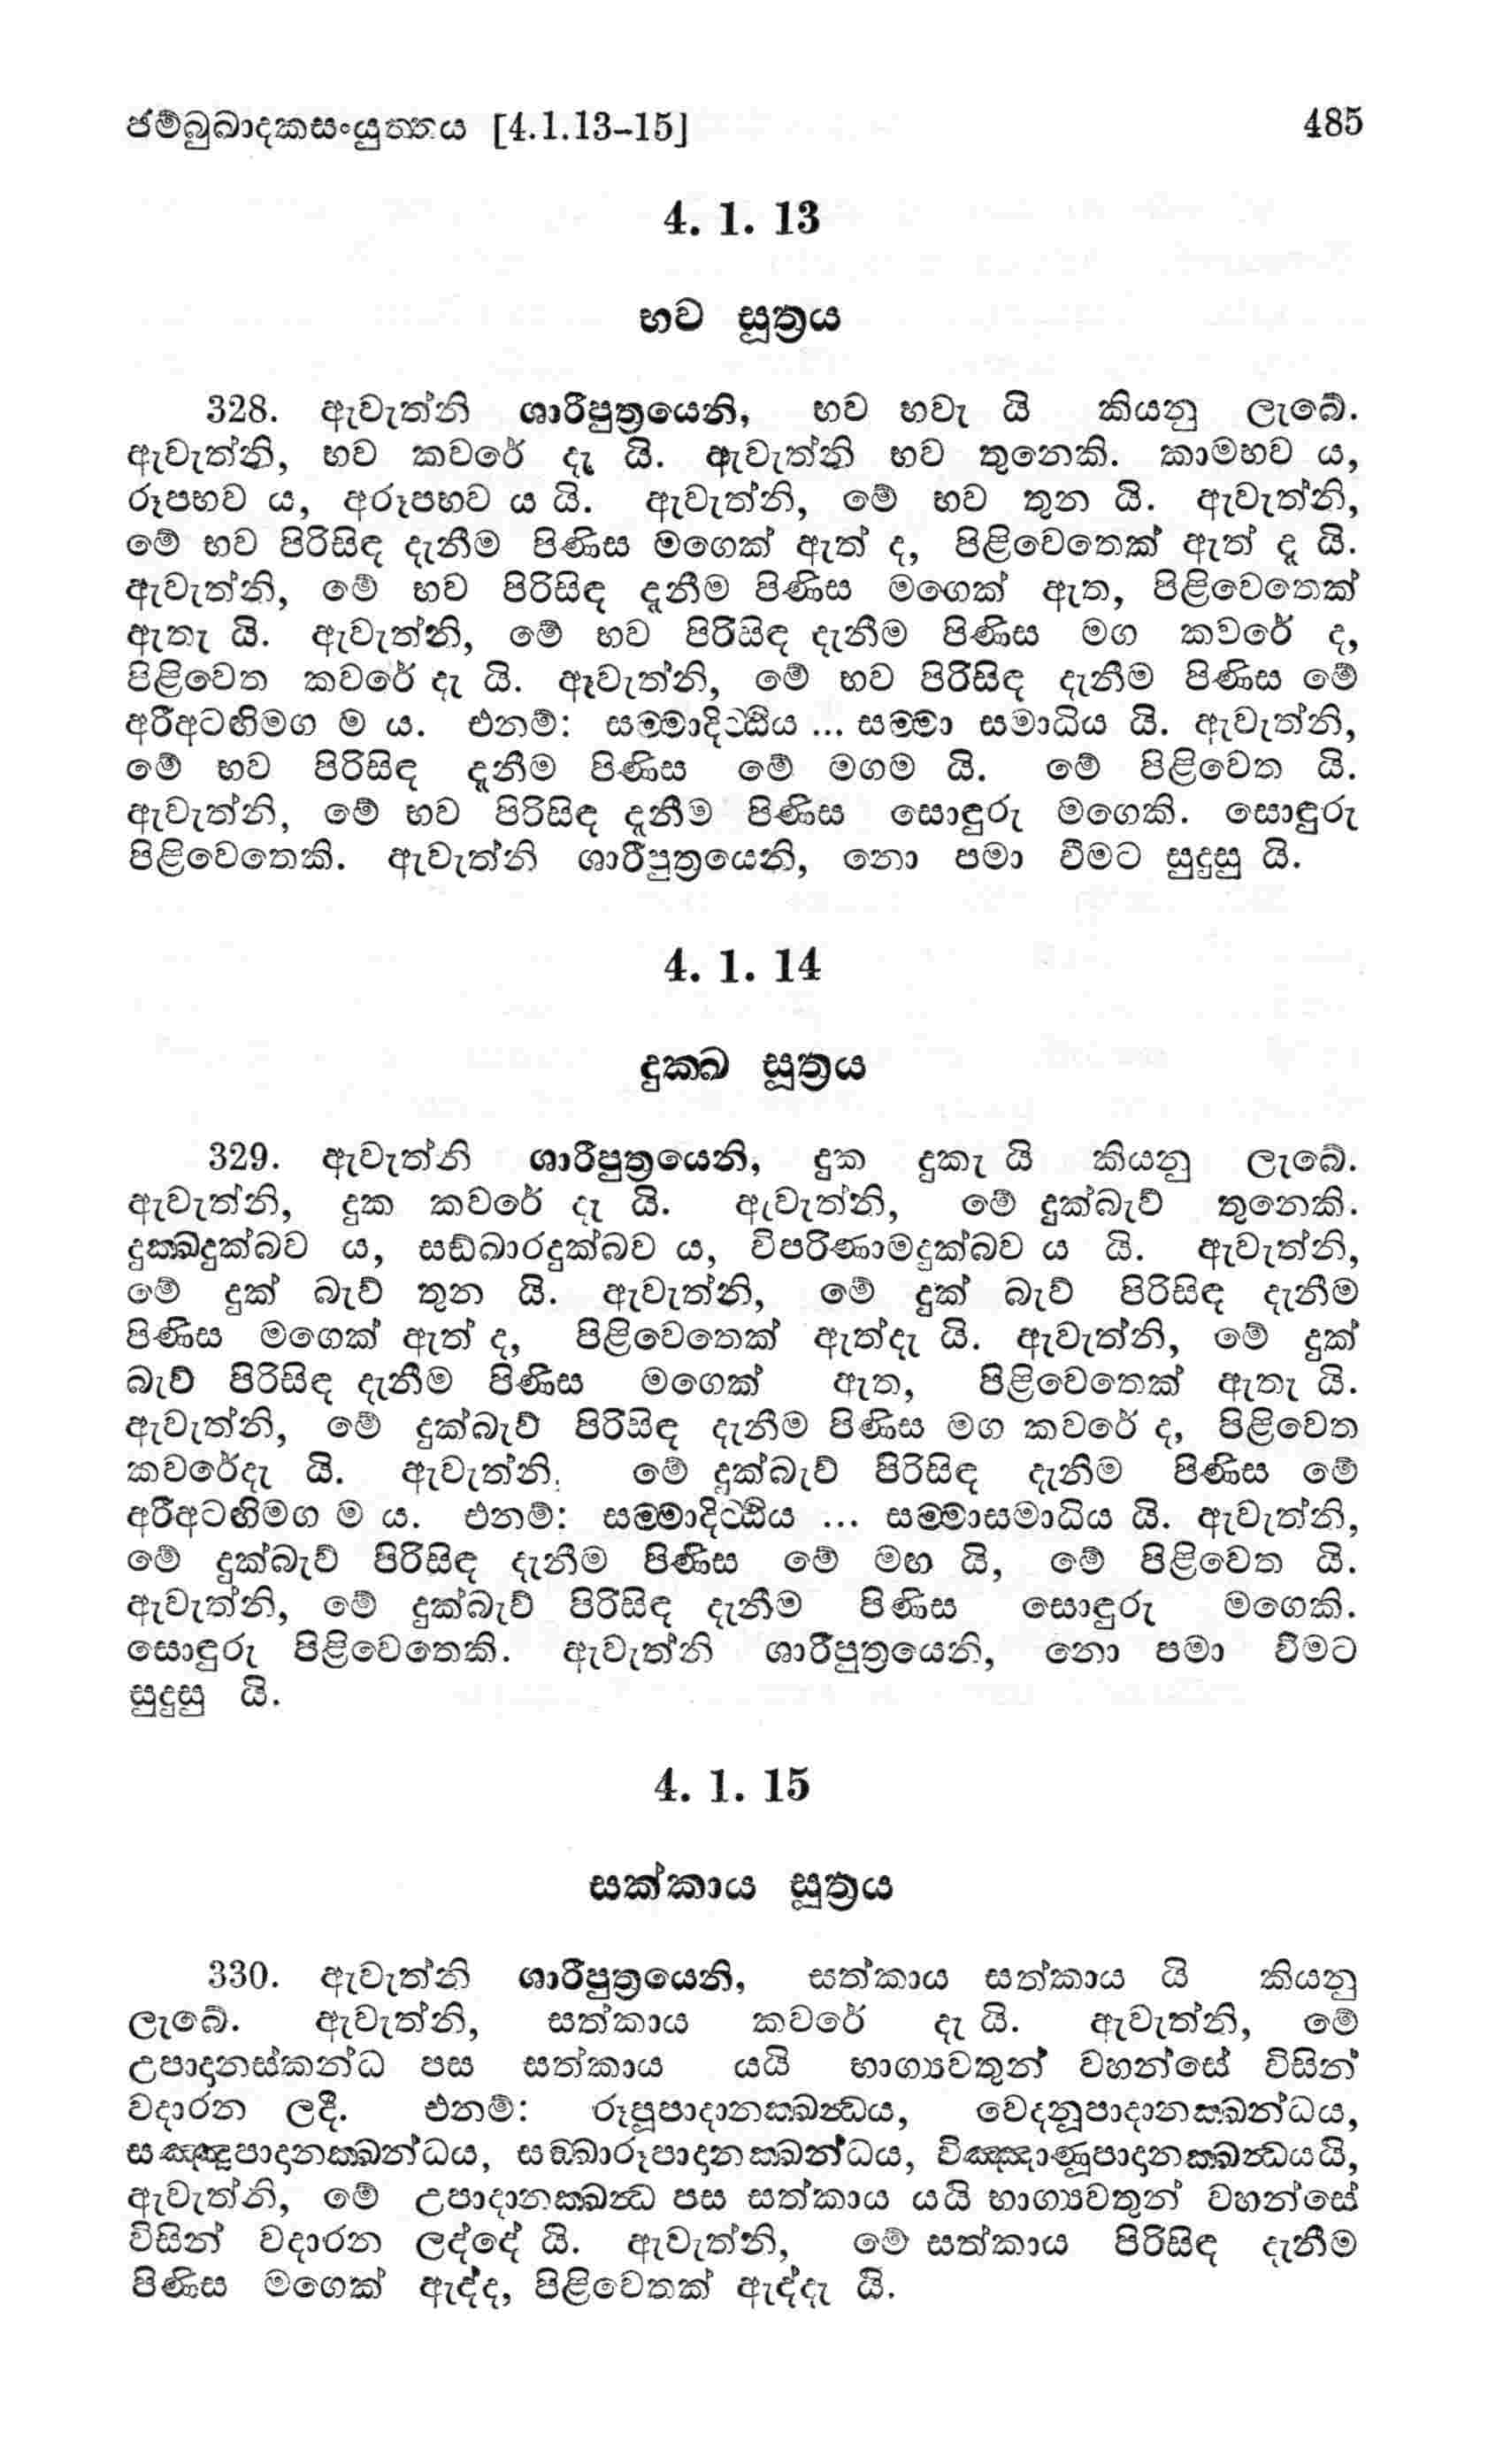 ජම්බුඛාදකසංයුත්තය [4.1.13–15] 485
4. 1. 13
භව සූත්‍රය
328. ඇවැත්නි ශාරීපුත්‍රයෙනි, භව භවැ යි කියනු ලැබේ.
ඇවැත්නි, භව කවරේ දැ යි. ඇවැත්නි භව තුනෙකි. කාමභව ය,
රූපභව ය, අරූපභව ය යි. ඇවැත්නි, මේ භව තුන යි. ඇවැත්නි,
මේ භව පිරිසිඳ දැනීම පිණිස මගෙක් ඇත් ද, පිළිවෙතෙක් ඇත් දැ යි.
ඇවැත්නි, මේ භව පිරිසිඳ දැනීම පිණිස මගෙක් ඇත, පිළිවෙතෙක්
ඇතැ යි. ඇවැත්නි, මේ භව පිරිසිඳ දැනීම පිණිස මග කවරේ ද,
පිළිවෙත කවරේ දැ යි. ඇවැත්නි, මේ භව පිරිසිඳ දැනීම පිණිස මේ
අරීඅටඟිමග ම ය. එනම්: සම්මාදිට්ඨිය ... සම්මා සමාධිය යි. ඇවැත්නි,
මේ භව පිරිසිඳ දැනීම පිණිස මේ මගම යි. මේ පිළිවෙත යි.
ඇවැත්නි, මේ භව පිරිසිඳ දැනීම පිණිස සොඳුරු මගෙකි. සොඳුරු
පිළිවෙතෙකි. ඇවැත්නි ශාරීපුත්‍රයෙනි, නො පමා වීමට සුදුසු යි.
4. 1. 14
දුක්ඛ සූත්‍රය
329. ඇවැත්නි ශාරීපුත්‍රයෙනි, දුක දුකැ යි කියනු ලැබේ.
ඇවැත්නි, දුක කවරේ දැ යි. ඇවැත්නි, මේ දුක්බැව් තුනෙකි.
දුක්ඛදුක්බව ය, සඞ්ඛාරදුක්බව ය, විපරිණාමදුක්බව ය යි. ඇවැත්නි,
මේ දුක් බැව් තුන යි. ඇවැත්නි, මේ දුක් බැව් පිරිසිඳ දැනීම
පිණිස මගෙක් ඇත් ද, පිළිවෙතෙක් ඇත්දැ යි. ඇවැත්නි, මේ දුක්
බැව් පිරිසිඳ දැනීම පිණිස මගෙක් ඇත, පිළිවෙතෙක් ඇතැ යි.
ඇවැත්නි, මේ දුක්බැව් පිරිසිඳ දැනීම පිණිස මග කවරේ ද, පිළිවෙත
කවරේදැ යි. ඇවැත්නි, මේ දුක්බැව් පිරිසිඳ දැනීම පිණිස මේ
අරීඅටඟිමග ම ය. එනම්: සම්මාදිට්ඨිය ... සම්මාසමාධිය යි. ඇවැත්නි,
මේ දුක්බැව් පිරිසිඳ දැනීම පිණිස මේ මඟ යි, මේ පිළිවෙත යි.
ඇවැත්නි, මේ දුක්බැව් පිරිසිඳ දැනීම පිණිස සොඳුරු මගෙකි.
සොඳුරු පිළිවෙතෙකි. ඇවැත්නි ශාරීපුත්‍රයෙනි, නො පමා වීමට
සුදුසු යි.
4. 1. 15
සක්කාය සූත්‍රය
330. ඇවැත්නි ශාරීපුත්‍රයෙනි, සත්කාය සත්කාය යි කියනු
ලැබේ. ඇවැත්නි, සත්කාය කවරේ දැ යි. ඇවැත්නි, මේ
උපාදානස්කන්ධ පස සත්කාය යයි භාග්‍යවතුන් වහන්සේ විසින්
වදාරන ලදී. එනම්: රූපූපාදානක්ඛන්ධය, වෙදනූපාදානක්ඛන්ධය,
සඤ්ඤූපාදානක්ඛන්ධය, සඞ්ඛාරූපාදානක්ඛන්ධය, විඤ්ඤාණූපාදානක්ඛන්ධයයි,
ඇවැත්නි, මේ උපාදානක්ඛන්ධ පස සත්කාය යයි භාග්‍යවතුන් වහන්සේ
විසින් වදාරන ලද්දේ යි. ඇවැත්නි, මේ සත්කාය පිරිසිඳ දැනීම
පිණිස මගෙක් ඇද්ද, පිළිවෙතක් ඇද්දැ යි.